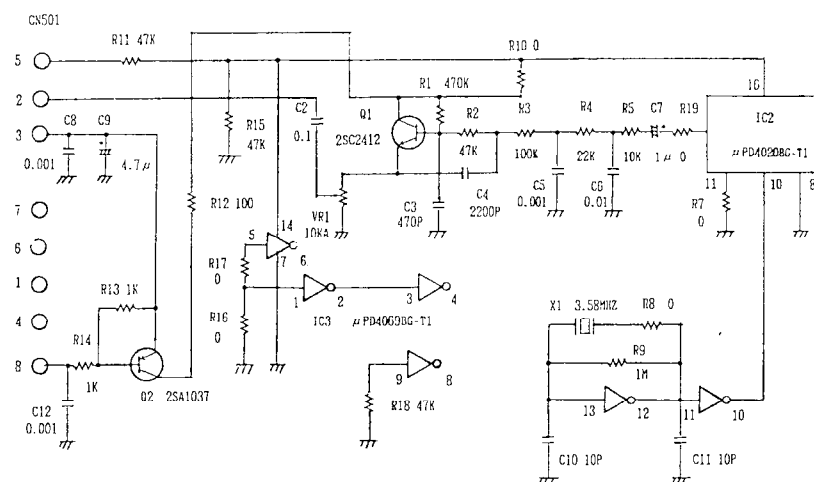 CN501
R11 47K
5
2
3
C8
C9
0.001
4.7μ
7
6
1
4
8
R13 1K
R14
1K
Q2
2SA1037
C12
0.001
R12 100
R15
47K
C2
0.1
VR1
10KA
Q1
2SC2412
R1 470K
R10 0
R2
47K
R3
100K
R4
22K
R5
10K
C7
1μ
R19
0
C3
470P
C4
2200P
C5
0.001
C6
0.01
16
IC2
μPD4020BG-T1
11
10
8
R7
0
5
14
7
6
R17
0
R16
0
1
2
3
4
IC3
μPD4069BG-T1
9
8
R18 47K
X1 3.58MHZ
R8 0
R9
1M
13
12
11
10
C10 10P
C11 10P